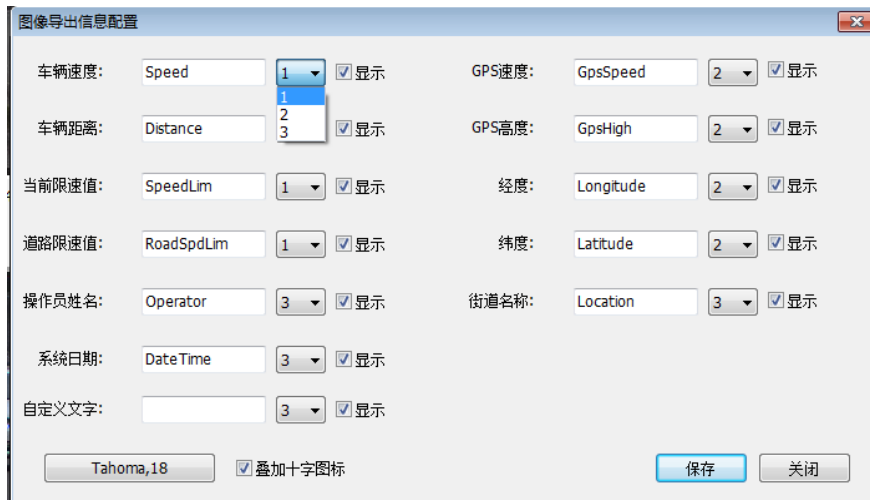 图像导出信息配置
车辆速度: Speed 1 显示 GPS速度: GpsSpeed 2 显示
1
2
3
车辆距离: Distance 显示 GPS高度: GpsHigh 2 显示
当前限速值: SpeedLim 1 显示 经度: Longitude 2 显示
道路限速值: RoadSpdLim 1 显示 纬度: Latitude 2 显示
操作员姓名: Operator 3 显示 街道名称: Location 3 显示
系统日期: DateTime 3 显示
自定义文字: 3 显示
Tahoma,18 叠加十字图标 保存 关闭